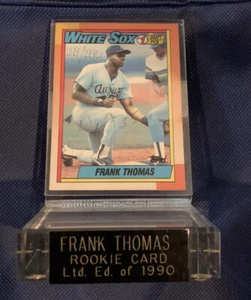 WHITE SOX
FRANK THOMAS
FRANK THOMAS
ROOKIE CARD
Ltd. Ed. of 1990